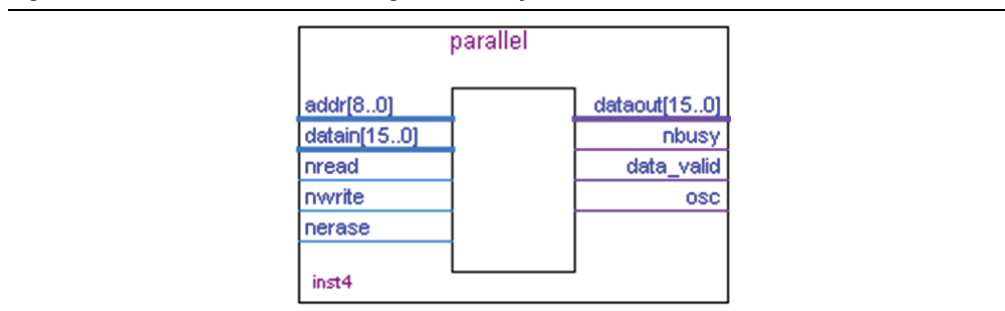 parallel
addr[8..0]
dataout[15..0]
datain[15..0]
nbusy
nread
data_valid
nwrite
osc
nerase
inst4